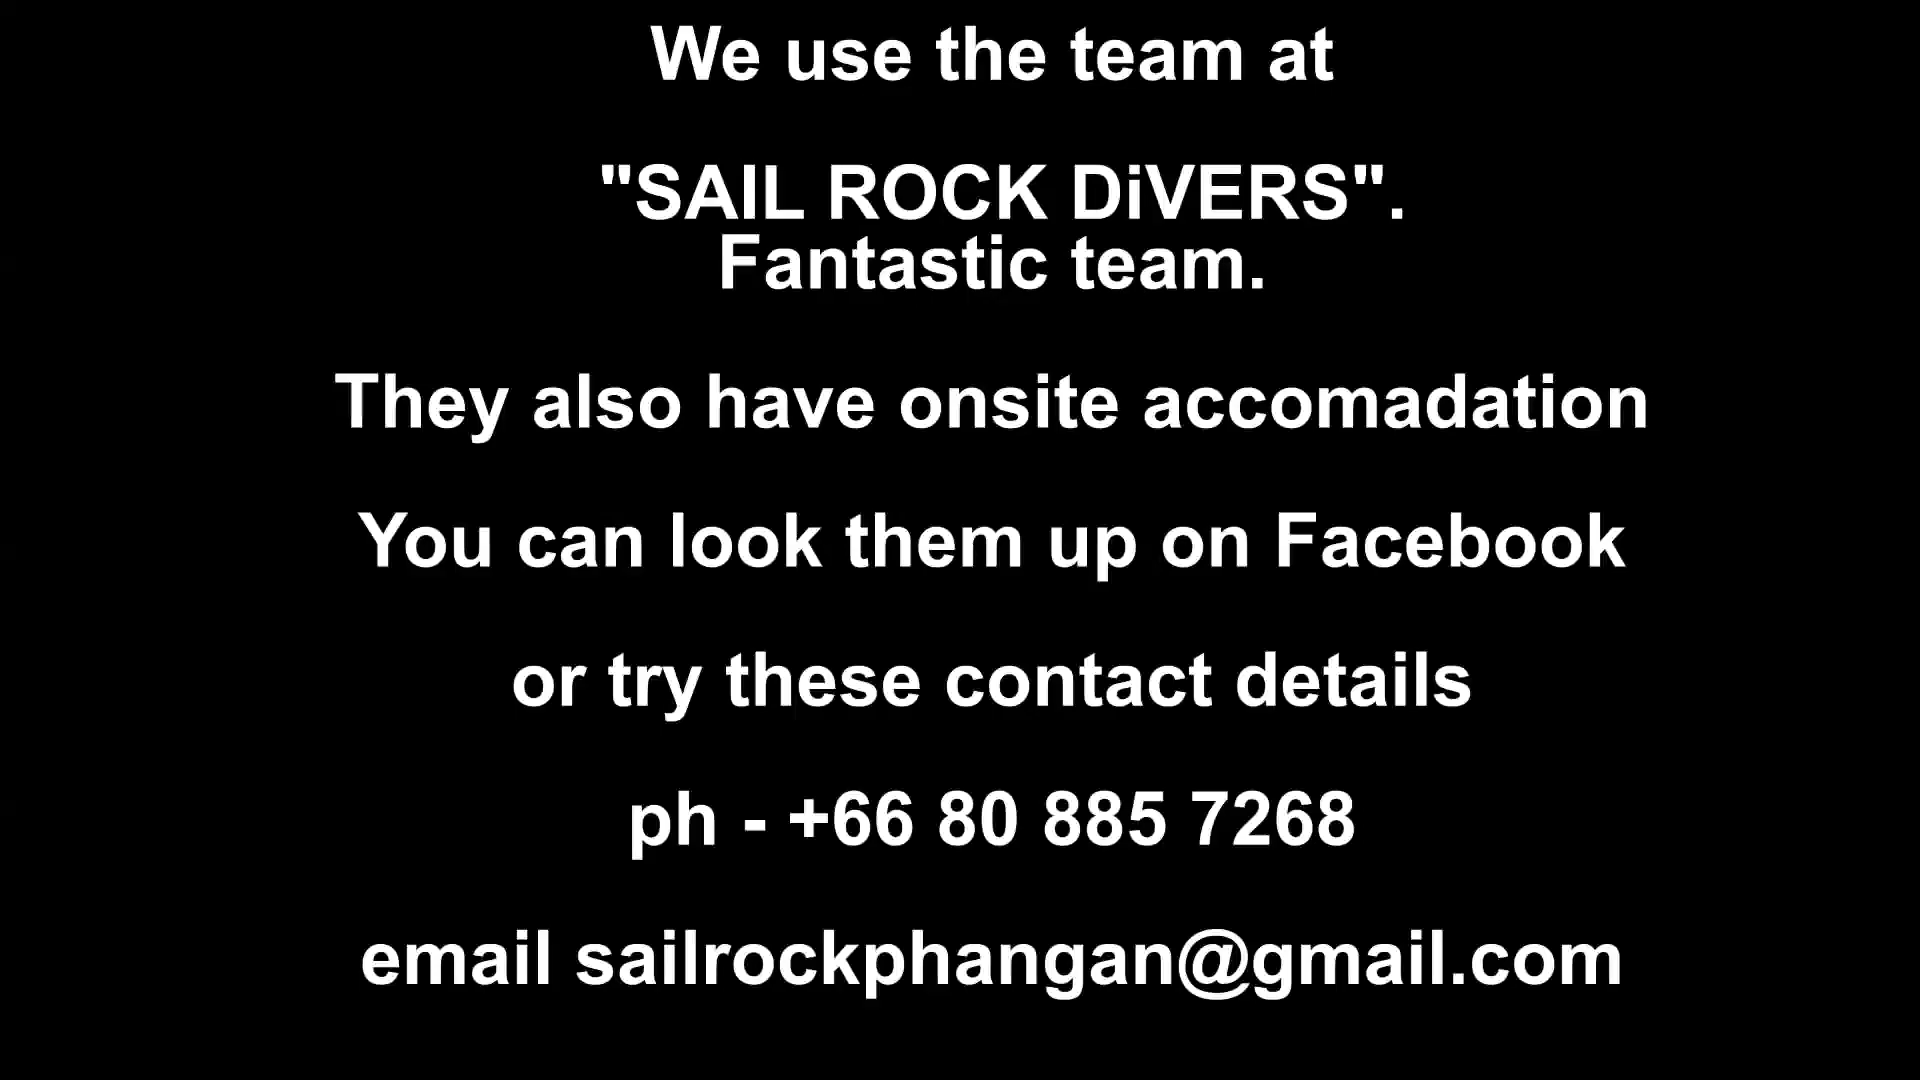 We use the team at
"SAIL ROCK DiVERS".
Fantastic team.
They also have onsite accomadation
You can look them up on Facebook
or try these contact details
ph - +66 80 885 7268
email sailrockphangan@gmail.com